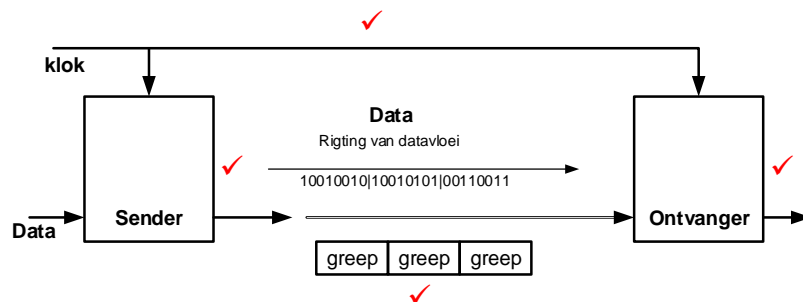 klok
Data
Rigting van datavloei
10010010|10010101|00110011
Data
Sender
Ontvanger
greep greep greep